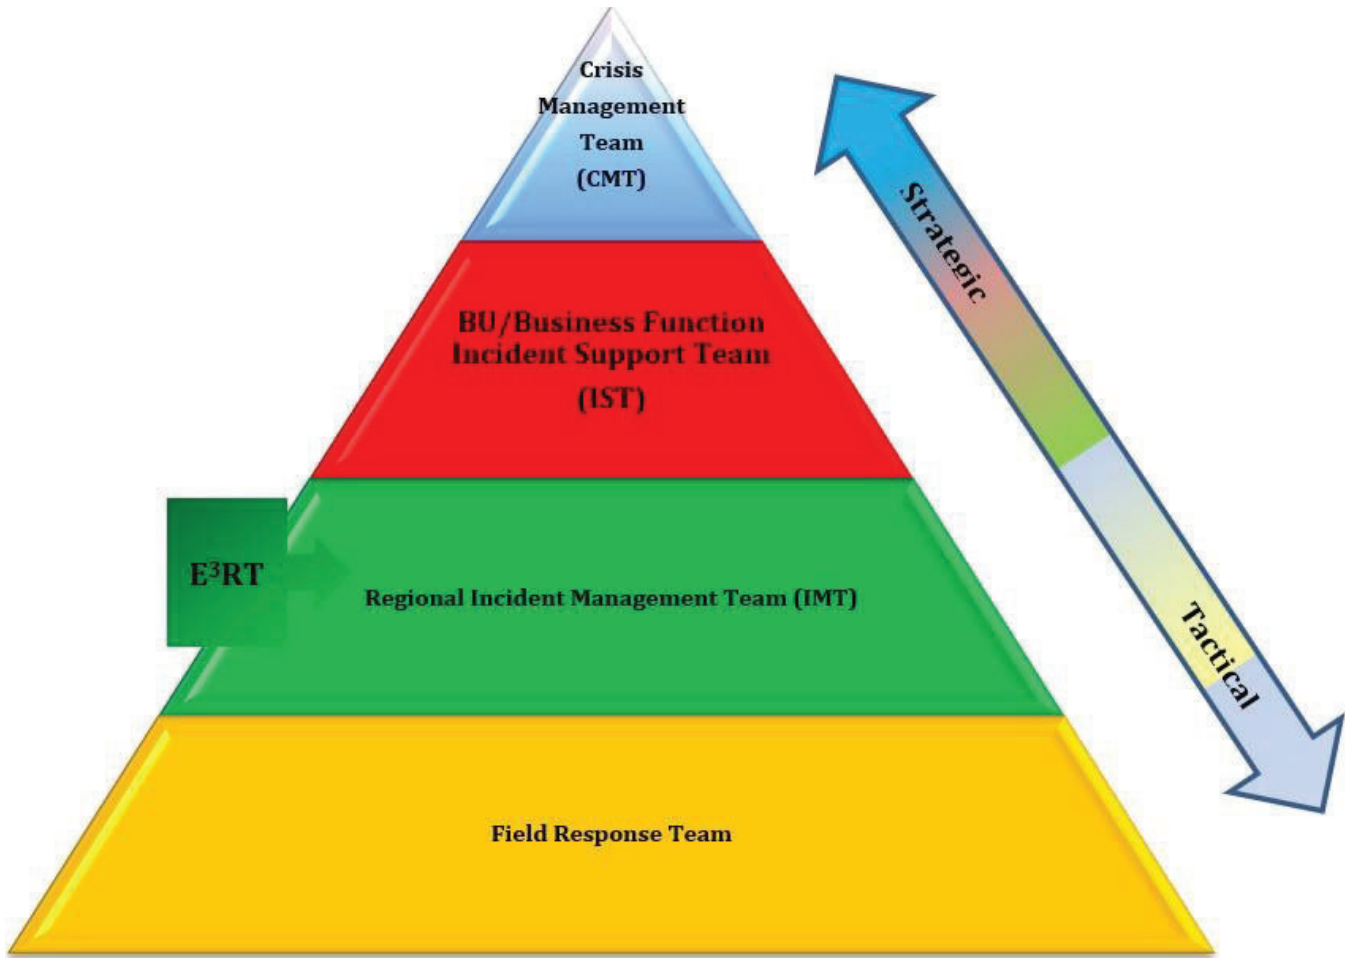 Crisis
Management
Team
(CMT)
Strategic
BU/Business Function
Incident Support Team
(IST)
E³RT
Regional Incident Management Team (IMT)
Tactical
Field Response Team